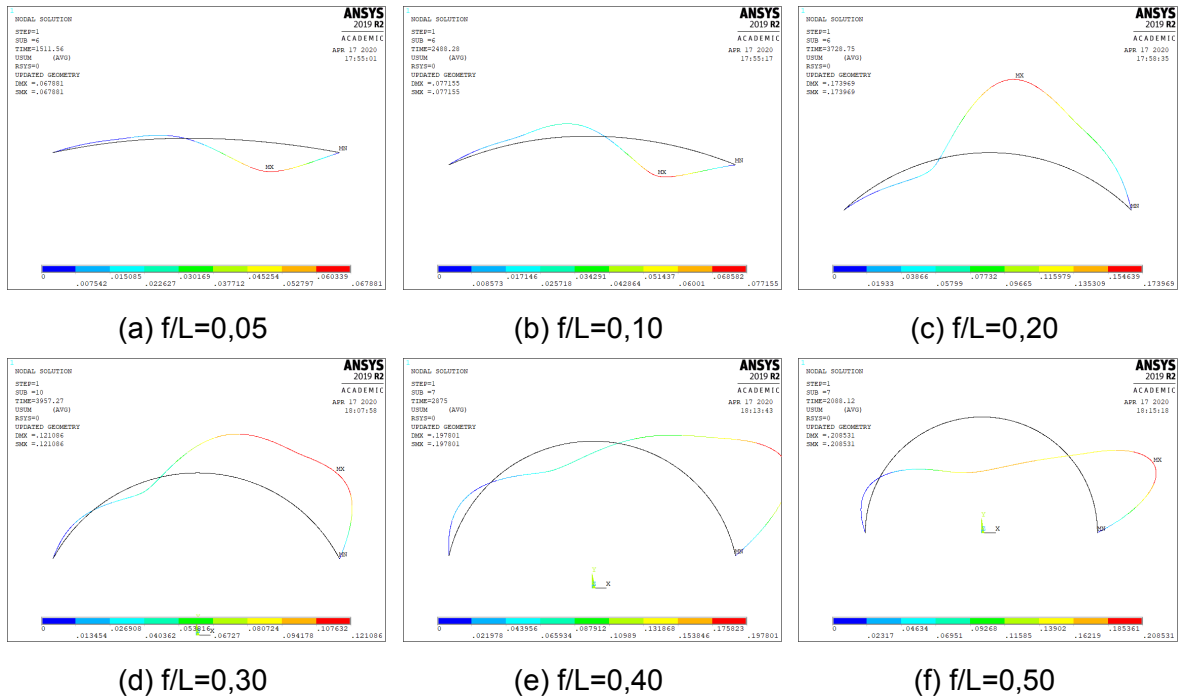 1
NODAL SOLUTION
STEP=1
SUB =6
TIME=1511.56
USUM (AVG)
RSYS=0
UPDATED GEOMETRY
DMX =.067881
SMX =.067881
ANSYS
2019 R2
ACADEMIC
APR 17 2020
17:55:01
MN
MX
0 .015085 .030169 .045254 .060339
.007542 .022627 .037712 .052797 .067881
(a) f/L=0,05
1
NODAL SOLUTION
STEP=1
SUB =6
TIME=2488.28
USUM (AVG)
RSYS=0
UPDATED GEOMETRY
DMX =.077155
SMX =.077155
ANSYS
2019 R2
ACADEMIC
APR 17 2020
17:55:17
MN
MX
0 .017146 .034291 .051437 .068582
.008573 .025718 .042864 .06001 .077155
(b) f/L=0,10
1
NODAL SOLUTION
STEP=1
SUB =6
TIME=3728.75
USUM (AVG)
RSYS=0
UPDATED GEOMETRY
DMX =.173969
SMX =.173969
ANSYS
2019 R2
ACADEMIC
APR 17 2020
17:58:35
MX
MN
0 .03866 .07732 .115979 .154639
.01933 .05799 .09665 .135309 .173969
(c) f/L=0,20
1
NODAL SOLUTION
STEP=1
SUB =10
TIME=3957.27
USUM (AVG)
RSYS=0
UPDATED GEOMETRY
DMX =.121086
SMX =.121086
ANSYS
2019 R2
ACADEMIC
APR 17 2020
18:07:58
MX
MN
0 .026908 .053816 .080724 .107632
X
.013454 .040362 .06727 .094178 .121086
(d) f/L=0,30
1
NODAL SOLUTION
STEP=1
SUB =7
TIME=2875
USUM (AVG)
RSYS=0
UPDATED GEOMETRY
DMX =.197801
SMX =.197801
ANSYS
2019 R2
ACADEMIC
APR 17 2020
18:13:43
MN
Y
X
0 .043956 .087912 .131868 .175823
.021978 .065934 .10989 .153846 .197801
(e) f/L=0,40
1
NODAL SOLUTION
STEP=1
SUB =7
TIME=2088.12
USUM (AVG)
RSYS=0
UPDATED GEOMETRY
DMX =.208531
SMX =.208531
ANSYS
2019 R2
ACADEMIC
APR 17 2020
18:15:18
MX
Y
MN
X
0 .04634 .09268 .13902 .185361
.02317 .06951 .11585 .16219 .208531
(f) f/L=0,50